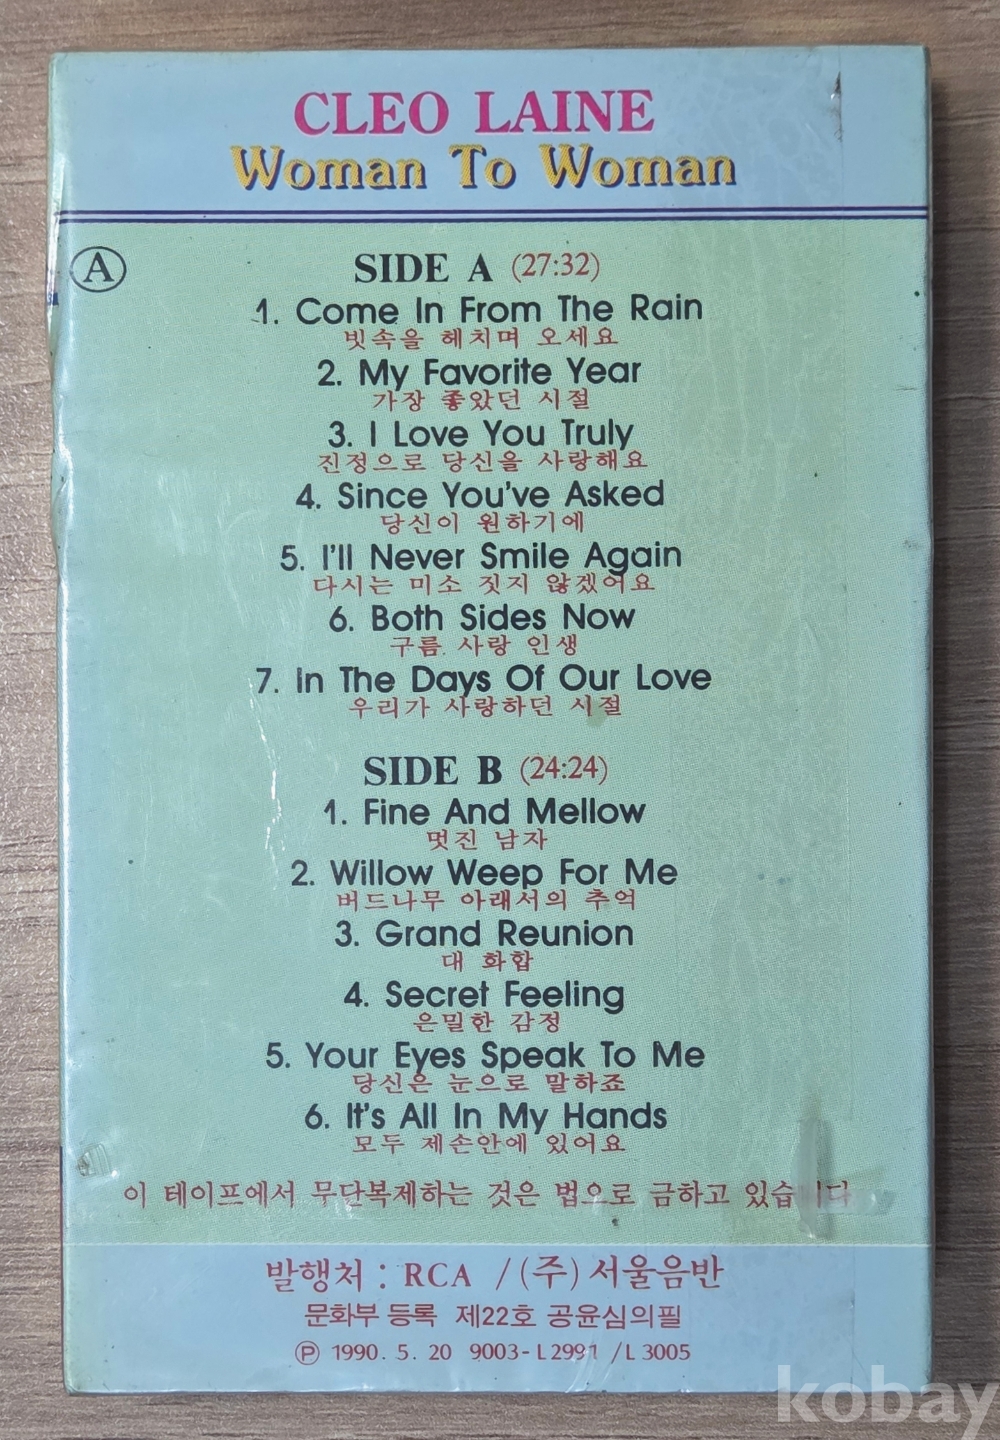 CLEO LAINE
Woman To Woman
A
SIDE A (27:32)
1. Come In From The Rain
빗속을 헤치며 오세요
2. My Favorite Year
가장 좋았던 시절
3. I Love You Truly
진정으로 당신을 사랑해요
4. Since You've Asked
당신이 원하기에
5. I'll Never Smile Again
다시는 미소 짓지 않겠어요
6. Both Sides Now
구름 사랑 인생
7. In The Days Of Our Love
우리가 사랑하던 시절
SIDE B (24:24)
1. Fine And Mellow
멋진 남자
2. Willow Weep For Me
버드나무 아래서의 추억
3. Grand Reunion
대 화합
4. Secret Feeling
은밀한 감정
5. Your Eyes Speak To Me
당신은 눈으로 말하죠
6. It's All In My Hands
모두 제손안에 있어요
이 테이프에서 무단복제하는 것은 법으로 금하고 있습니다
발행처 : RCA / (주) 서울음반
문화부 등록 제22호 공윤심의필
Ⓟ 1990. 5. 20 9003-L2991 /L3005
kobay